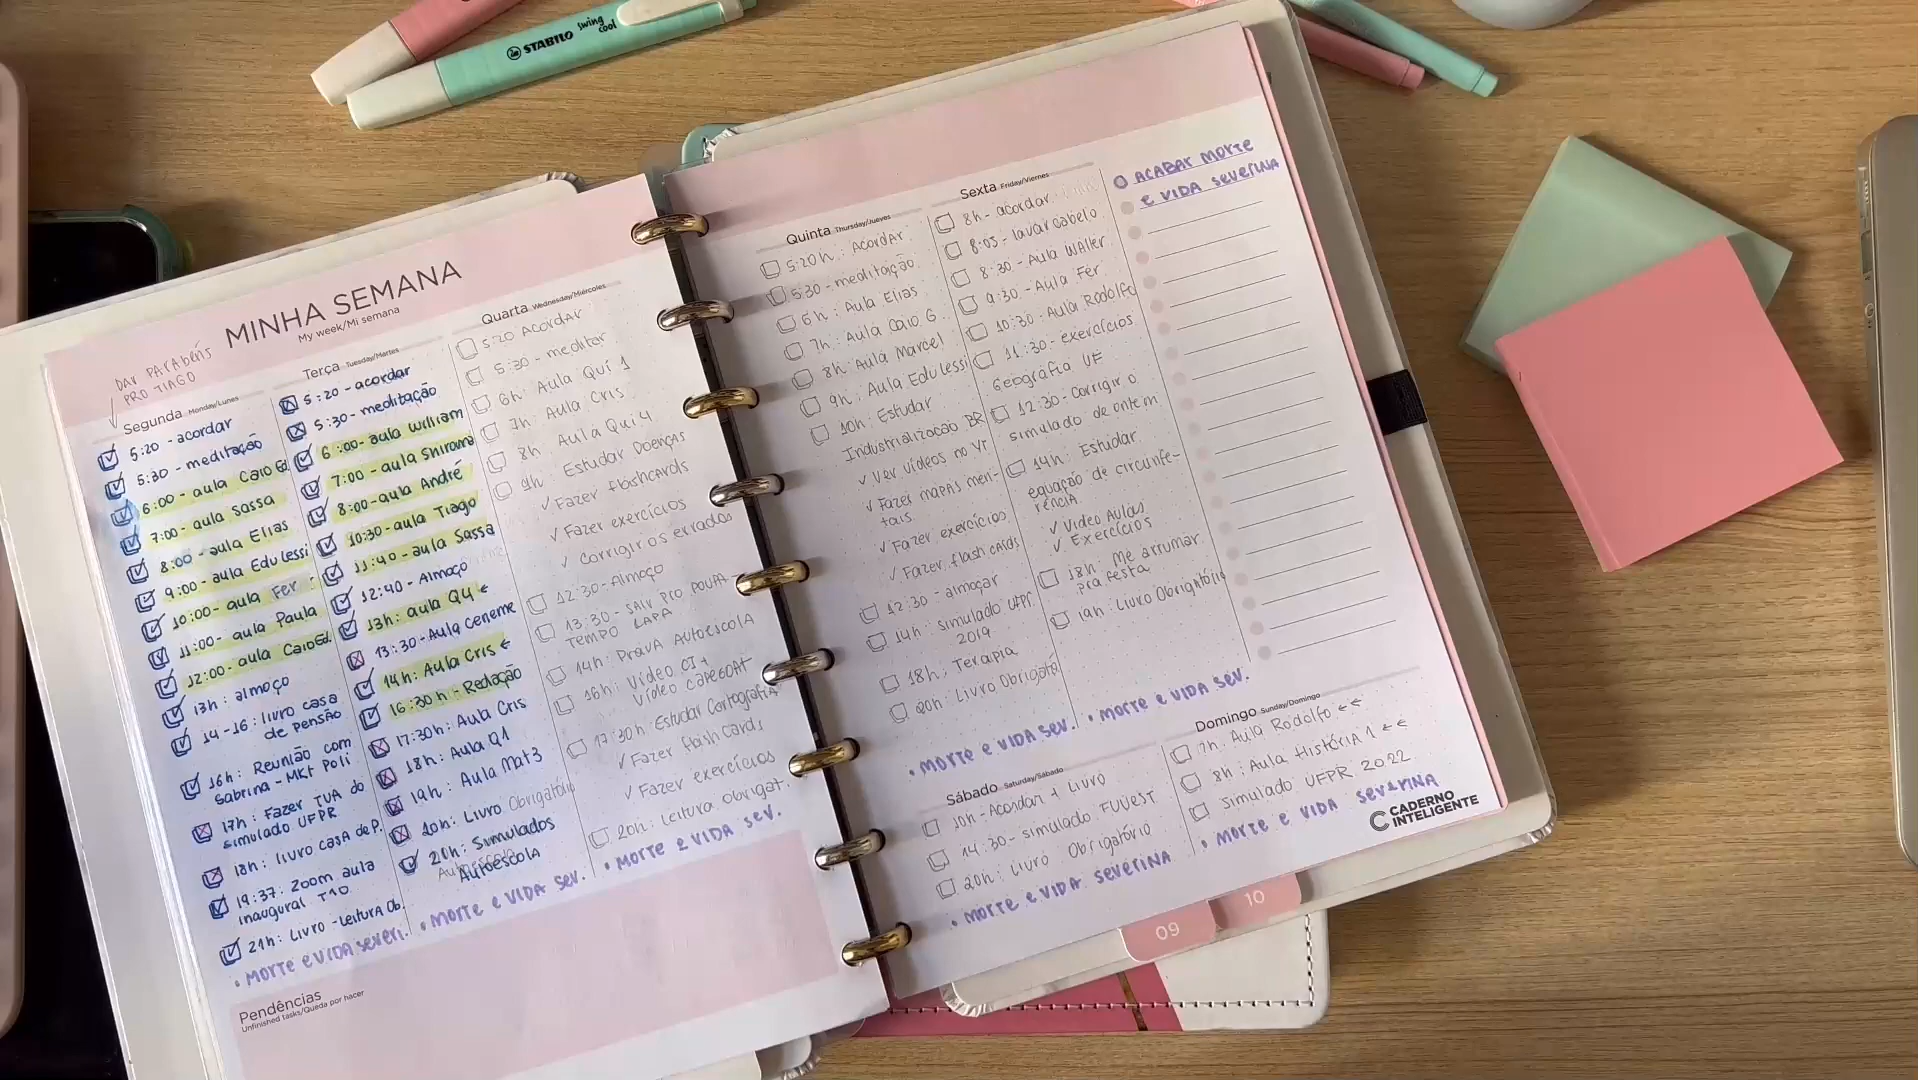 STABILO swing cool
MINHA SEMANA
My week/Mi semana
DAR PARABÉNS
PRO TIAGO
Segunda Monday/Lunes
5:20 - acordar
5:30 - meditação
6:00 - aula Caio Ed
7:00 - aula Sassa
8:00 - aula Elias
9:00 - aula Edulessi
10:00 - aula Fer
11:00 - aula Paula
12:00 - aula CaioEd.
13h: almoço
14-16: livro casa
de pensão
16h: Reunião com
Sabrina - MKt Poli
17h: Fazer TVA do
simulado UFPR
18h: livro casa de P.
19:37: Zoom aula
inaugural T10
21h: Livro - Leitura Ob.
• MORTE e VIDA Severi.
Terça Tuesday/Martes
5:20 - acordar
5:30 - meditação
6:00 - aula William
7:00 - aula Shirama
8:00 - aula André
10:30 - aula Tiago
11:40 - aula Sassa
12:40 - Almoço
13h: aula Q4 ←
13:30 - Aula ceneme
14h: Aula Cris ←
16:30h - Redação
17:30h: Aula Cris
18h: Aula Q1
19h: Aula Mat3
20h: Livro Obrigatório
20h: Simulados
Autoescola
• MORTE e VIDA Sev.
Quarta Wednesday/Miércoles
5:20 Acordar
5:30 - meditar
6h: Aula Qui 1
7h: Aula Cris
8h: Aula Qui 4
9h: Estudar Doenças
✓ Fazer flashcards
✓ Fazer exercícios
✓ Corrigir os errados
12:30 - Almoço
13:30 - SAIR PRO POUPA
TEMPO LAPA
14h: PROVA AUTOESCOLA
16h: Vídeo CI +
Vídeo CAREGOAT
17:30h: Estudar Cartografia
✓ Fazer flash cards
✓ Fazer exercícios
20h: Leitura Obrigat.
• MORTE e VIDA SEV.
Pendências
Unfinished tasks/Queda por hacer
Quinta Thursday/Jueves
5:20h: Acordar
5:30 - meditação
6h: Aula Elias
7h: Aula Caio G.
8h: Aula Marcel
9h: Aula Edulessi
10h: Estudar
Industrialização BR
✓ Ver vídeos no YT
✓ Fazer mapas men-
tais
✓ Fazer exercícios
✓ Fazer flash cards
12:30 - almoçar
14h: simulado UFPR
2019
18h: Terapia
20h: Livro Obrigató
• MORTE e VIDA SEV.
Sexta Friday/Viernes
8h - acordar
8:05 - lavar cabelo
8:30 - Aula Walter
9:30 - Aula Fer
10:30 - Aula Rodolfo
11:30 - exercícios
Geografia UF
12:30 - Corrigir o
simulado de ontem
14h: Estudar
equação de circunfe-
rência
✓ Video Aulas
✓ Exercícios
18h: Me arrumar
pra festa
19h: Livro Obrigatório
• MORTE e VIDA SEV.
ACABAR MORTE
e VIDA SEVERINA
Sábado Saturday/Sábado
10h - Acordar + Livro
14:30 - simulado FUVEST
20h: Livro Obrigatório
• MORTE e VIDA SEVERINA
Domingo Sunday/Domingo
7h: Aula Rodolfo ← ←
8h: Aula História 1 ← ←
Simulado UFPR 2022
• MORTE e VIDA SEVERINA
CADERNO
INTELIGENTE
09
10